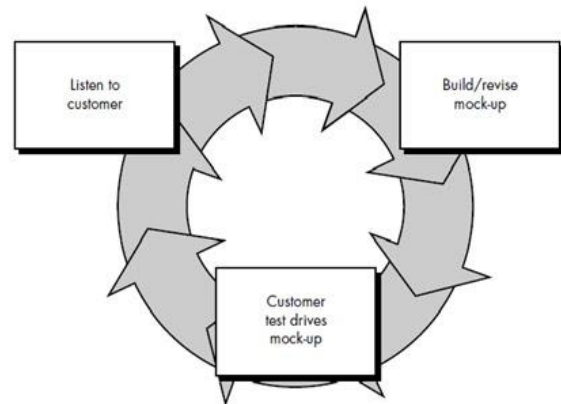 Listen to
customer
Build/revise
mock-up
Customer
test drives
mock-up